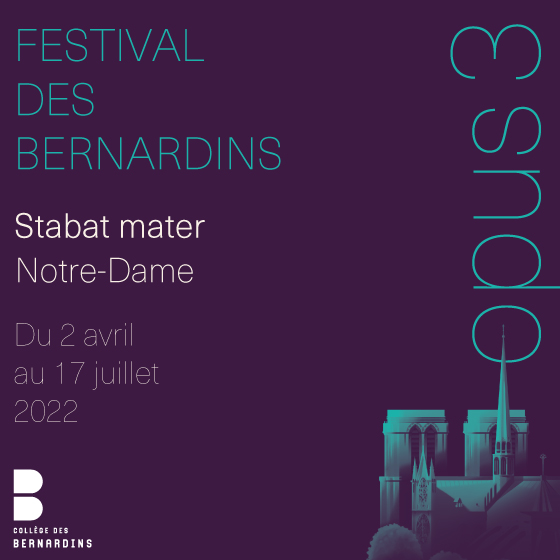 FESTIVAL
DES
BERNARDINS
opus 3
Stabat mater
Notre-Dame
Du 2 avril
au 17 juillet
2022
B
COLLÈGE DES
BERNARDINS